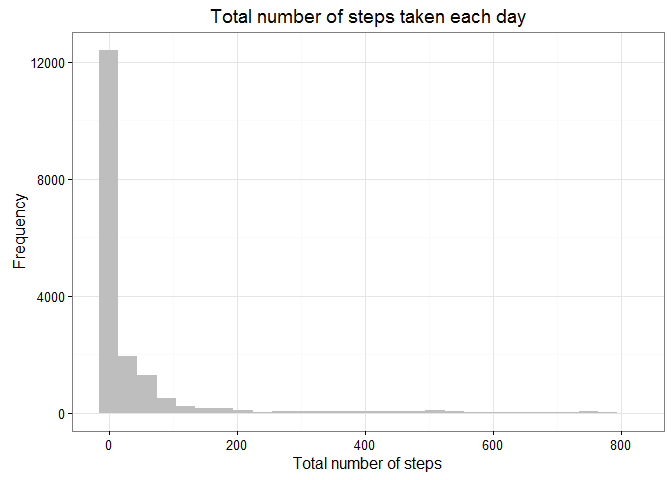 Total number of steps taken each day
Frequency
12000
8000
4000
0
0 200 400 600 800
Total number of steps